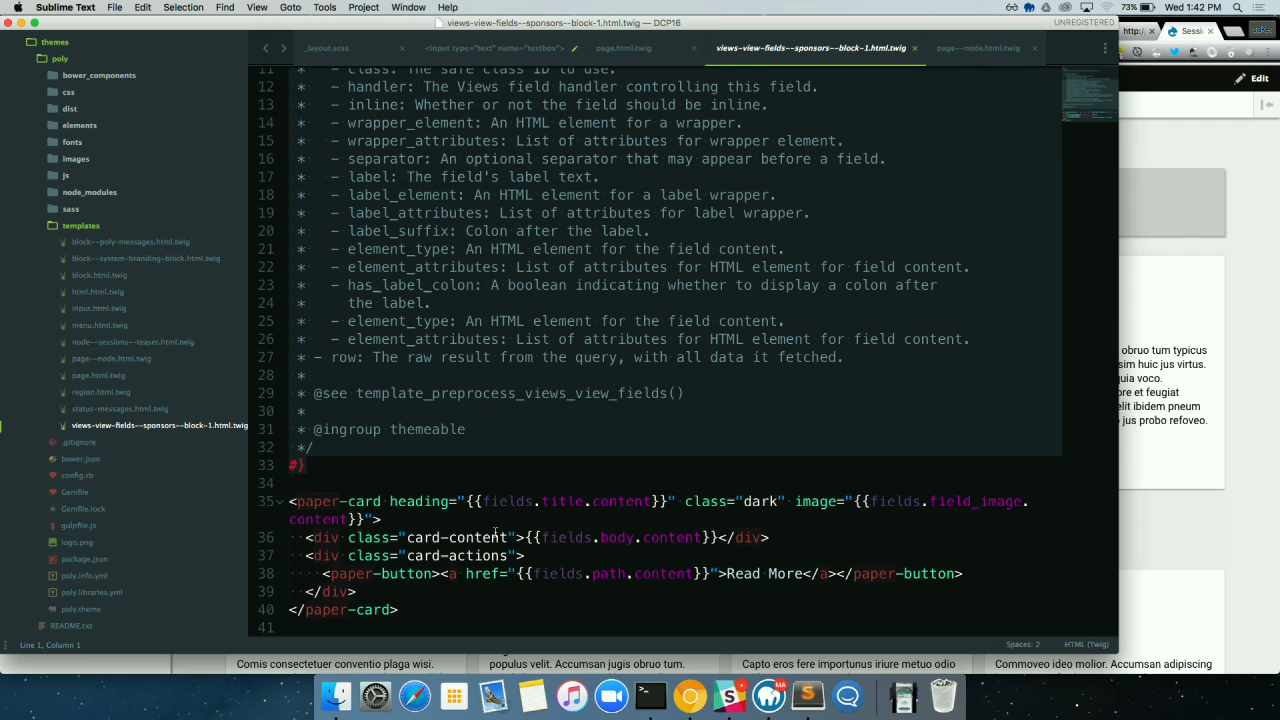 Sublime Text File Edit Selection Find View Goto Tools Project Window Help
73% Wed 1:42 PM
views-view-fields--sponsors--block-1.html.twig — DCP16
UNREGISTERED
_layout.scss
<input type="text" name="textbox">
page.html.twig
views-view-fields--sponsors--block-1.html.twig
page--node.html.twig
http:/
Sessi
Edit
themes
poly
bower_components
css
dist
elements
fonts
images
js
node_modules
sass
templates
block--poly-messages.html.twig
block--system-branding-block.html.twig
block.html.twig
html.html.twig
input.html.twig
menu.html.twig
node--sessions--teaser.html.twig
page--node.html.twig
page.html.twig
region.html.twig
status-messages.html.twig
views-view-fields--sponsors--block-1.html.twig
.gitignore
bower.json
config.rb
Gemfile
Gemfile.lock
gulpfile.js
logo.png
package.json
poly.info.yml
poly.libraries.yml
poly.theme
README.txt
11 * - class: The safe class ID to use.
12 * - handler: The Views field handler controlling this field.
13 * - inline: Whether or not the field should be inline.
14 * - wrapper_element: An HTML element for a wrapper.
15 * - wrapper_attributes: List of attributes for wrapper element.
16 * - separator: An optional separator that may appear before a field.
17 * - label: The field's label text.
18 * - label_element: An HTML element for a label wrapper.
19 * - label_attributes: List of attributes for label wrapper.
20 * - label_suffix: Colon after the label.
21 * - element_type: An HTML element for the field content.
22 * - element_attributes: List of attributes for HTML element for field content.
23 * - has_label_colon: A boolean indicating whether to display a colon after
24 * the label.
25 * - element_type: An HTML element for the field content.
26 * - element_attributes: List of attributes for HTML element for field content.
27 * - row: The raw result from the query, with all data it fetched.
28 *
29 * @see template_preprocess_views_view_fields()
30 *
31 * @ingroup themeable
32 */
33 #}
34
35 <paper-card heading="{{fields.title.content}}" class="dark" image="{{fields.field_image.
content}}">
36 <div class="card-content">{{fields.body.content}}</div>
37 <div class="card-actions">
38 <paper-button><a href="{{fields.path.content}}">Read More</a></paper-button>
39 </div>
40 </paper-card>
41
obruo tum typicus
sim huic jus virtus.
quia voco.
ore et feugiat
elit ibidem pneum
o jus probo refoveo.
Line 1, Column 1
Spaces: 2
HTML (Twig)
Comis consectetuer conventio plaga wisi.
populus velit. Accumsan jugis obruo tum.
Capto eros fere importunus iriure metuo odio
Commoveo ideo molior. Accumsan adipiscing
MA